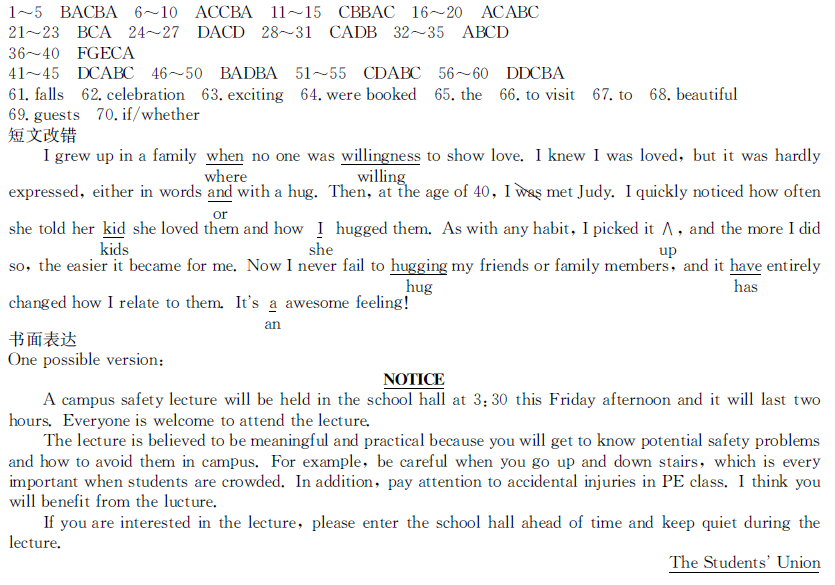 1～5 BACBA 6～10 ACCBA 11～15 CBBAC 16～20 ACABC
21～23 BCA 24～27 DACD 28～31 CADB 32～35 ABCD
36～40 FGECA
41～45 DCABC 46～50 BADBA 51～55 CDABC 56～60 DDCBA
61. falls 62. celebration 63. exciting 64. were booked 65. the 66. to visit 67. to 68. beautiful
69. guests 70. if/whether
短文改错
I grew up in a family when no one was willingness to show love. I knew I was loved, but it was hardly
where willing
expressed, either in words and with a hug. Then, at the age of 40, I was met Judy. I quickly noticed how often
or
she told her kid she loved them and how I hugged them. As with any habit, I picked it ∧, and the more I did
kids she up
so, the easier it became for me. Now I never fail to hugging my friends or family members, and it have entirely
hug has
changed how I relate to them. It's a awesome feeling!
an
书面表达
One possible version:
NOTICE
A campus safety lecture will be held in the school hall at 3:30 this Friday afternoon and it will last two
hours. Everyone is welcome to attend the lecture.
The lecture is believed to be meaningful and practical because you will get to know potential safety problems
and how to avoid them in campus. For example, be careful when you go up and down stairs, which is every
important when students are crowded. In addition, pay attention to accidental injuries in PE class. I think you
will benefit from the lucture.
If you are interested in the lecture, please enter the school hall ahead of time and keep quiet during the
lecture.
The Students' Union